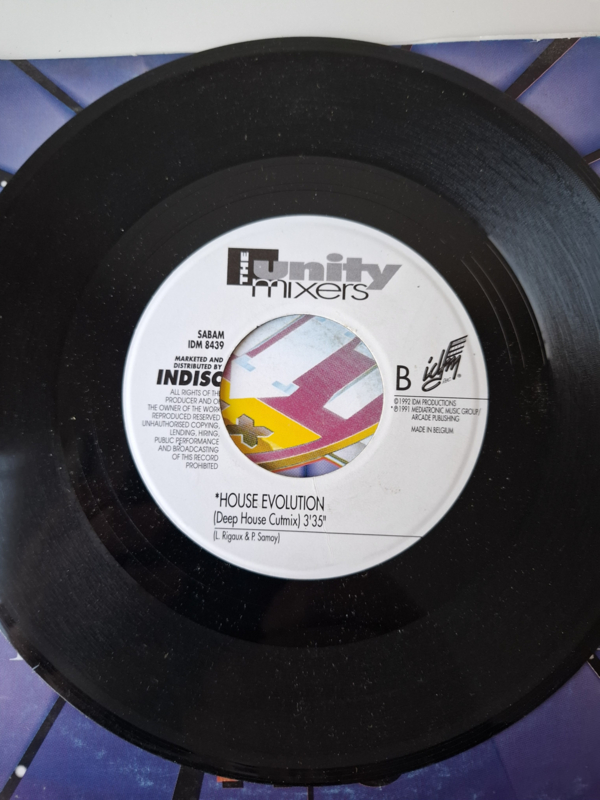 THE unity
mixers
SABAM
IDM 8439
MARKETED AND
DISTRIBUTED BY
INDISC
ALL RIGHTS OF THE
PRODUCER AND OF
THE OWNER OF THE WORK
REPRODUCED RESERVED
UNAUTHORISED COPYING,
LENDING, HIRING,
PUBLIC PERFORMANCE
AND BROADCASTING
OF THIS RECORD
PROHIBITED
B idm
©1992 IDM PRODUCTIONS
*℗1991 MEDIATRONIC MUSIC GROUP/
ARCADE PUBLISHING
MADE IN BELGIUM
*HOUSE EVOLUTION
(Deep House Cutmix) 3'35"
(L. Rigaux & P. Samoy)